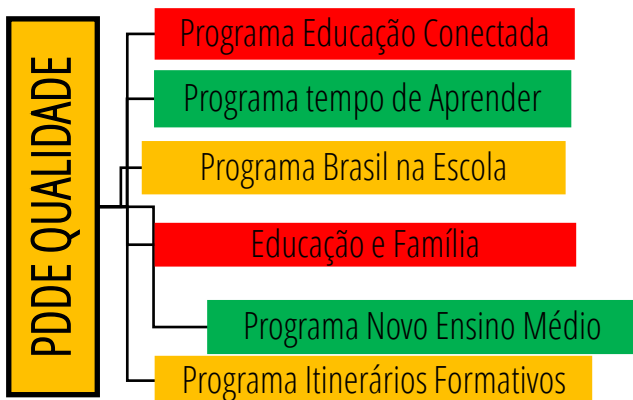 PDDE QUALIDADE
Programa Educação Conectada
Programa tempo de Aprender
Programa Brasil na Escola
Educação e Família
Programa Novo Ensino Médio
Programa Itinerários Formativos